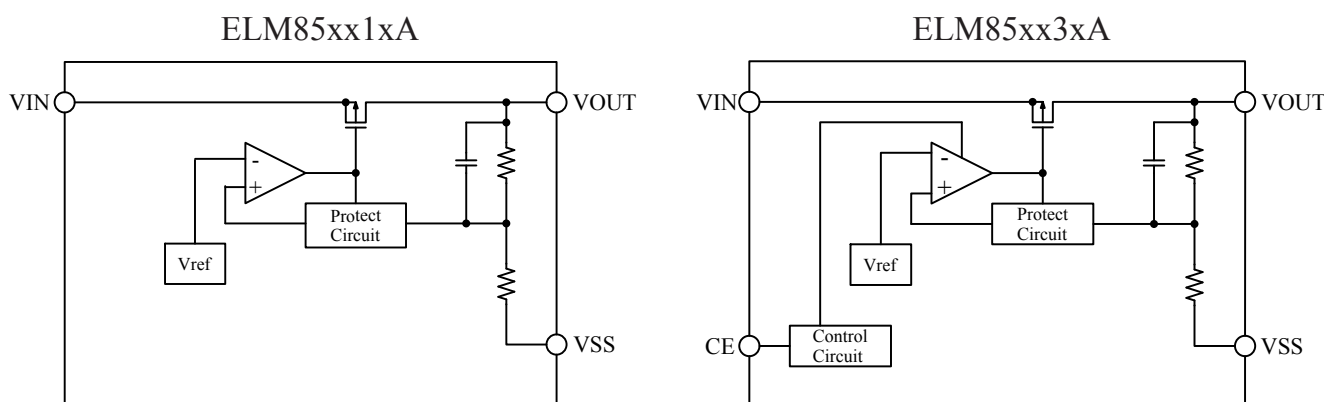 ELM85xx1xA
VIN
VOUT
-
+
Protect
Circuit
Vref
VSS
ELM85xx3xA
VIN
VOUT
-
+
Protect
Circuit
Vref
CE
Control
Circuit
VSS